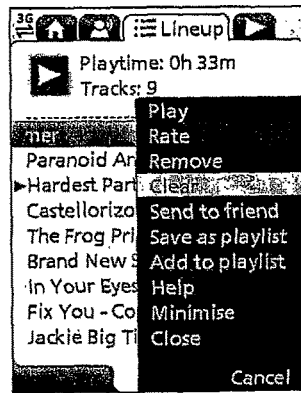 3G
Lineup
Playtime: 0h 33m
Tracks: 9
Play
Rate
mer
Remove
Paranoid An
Clear
Hardest Part
Send to friend
Castellorizo
Save as playlist
The Frog Pri
Add to playlist
Brand New S
Help
In Your Eyes
Minimise
Fix You - Co
Close
Jackie Big Ti
Cancel